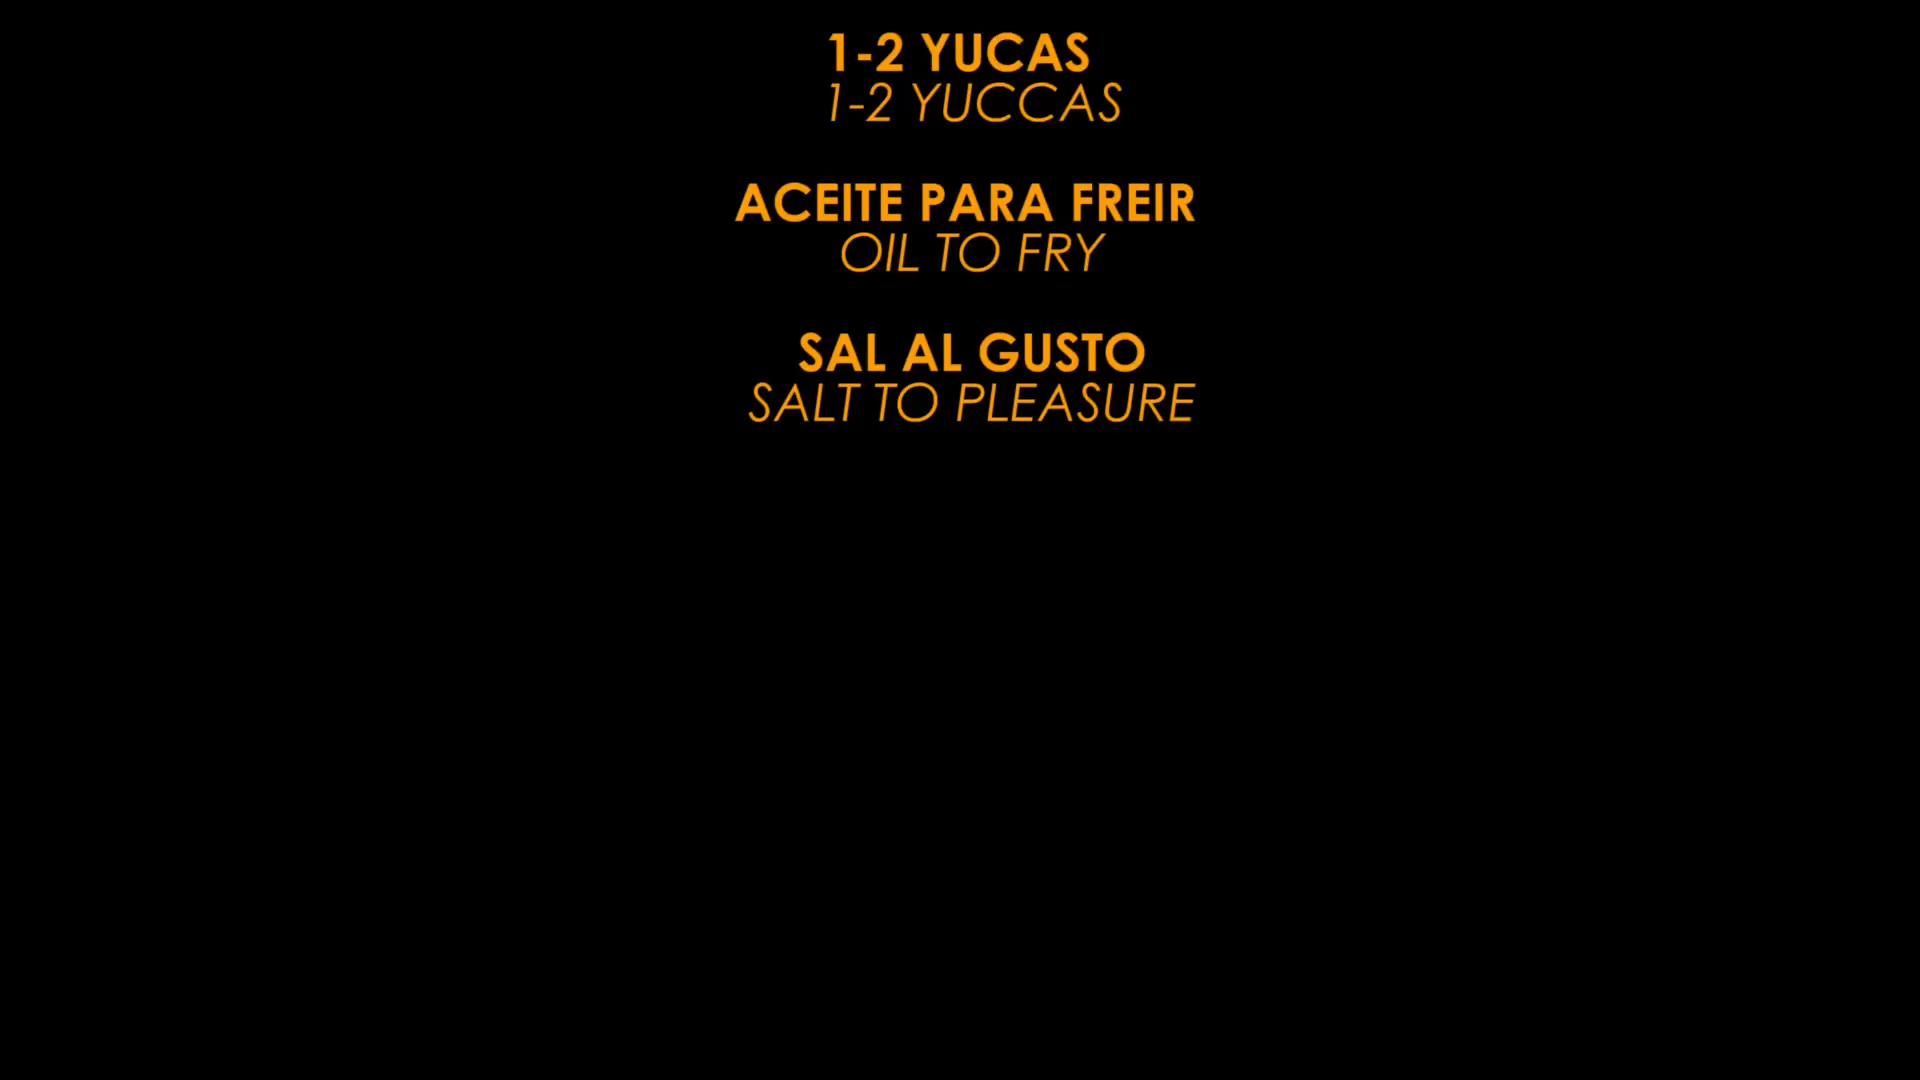 1-2 YUCAS
1-2 YUCCAS
ACEITE PARA FREIR
OIL TO FRY
SAL AL GUSTO
SALT TO PLEASURE